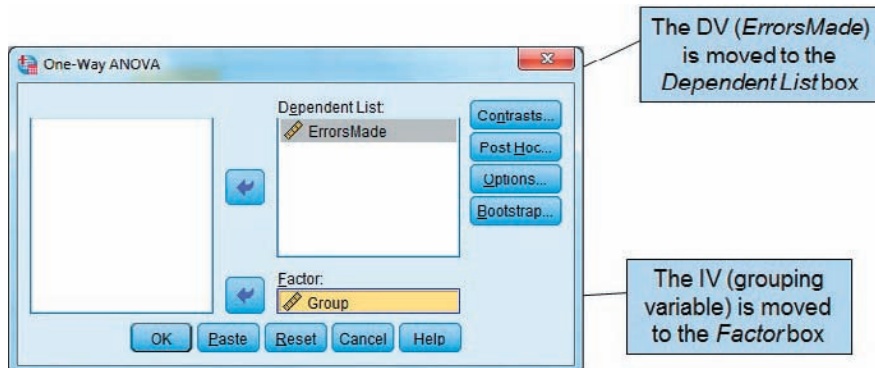 The DV (ErrorsMade)
is moved to the
Dependent List box
One-Way ANOVA
Dependent List:
ErrorsMade
Contrasts...
Post Hoc...
Options...
Bootstrap...
Factor:
Group
The IV (grouping
variable) is moved
to the Factor box
OK
Paste
Reset
Cancel
Help